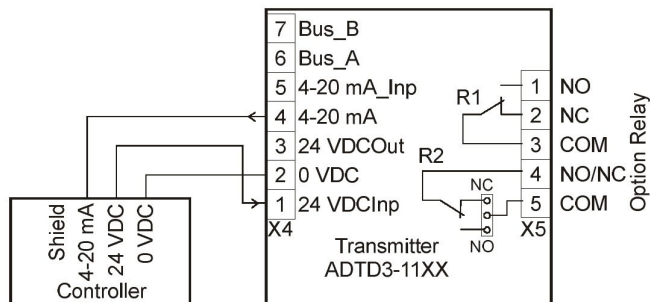 7 Bus_B
6 Bus_A
5 4-20 mA_Inp
4 4-20 mA
3 24 VDCOut
2 0 VDC
1 24 VDCInp
X4
R1
R2
NC
NO
1 NO
2 NC
3 COM
4 NO/NC
5 COM
X5
Option Relay
Transmitter
ADTD3-11XX
Shield
4-20 mA
24 VDC
0 VDC
Controller